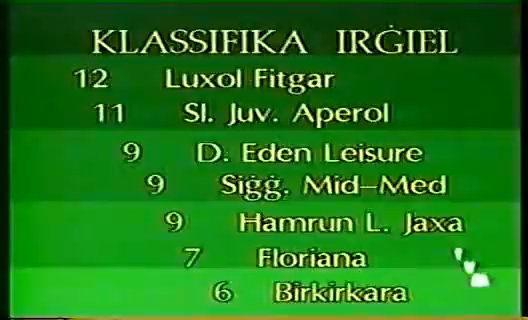 KLASSIFIKA IRĠIEL
12 Luxol Fitgar
11 Sl. Juv. Aperol
9 D. Eden Leisure
9 Siġġ. Mid-Med
9 Hamrun L. Jaxa
7 Floriana
6 Birkirkara